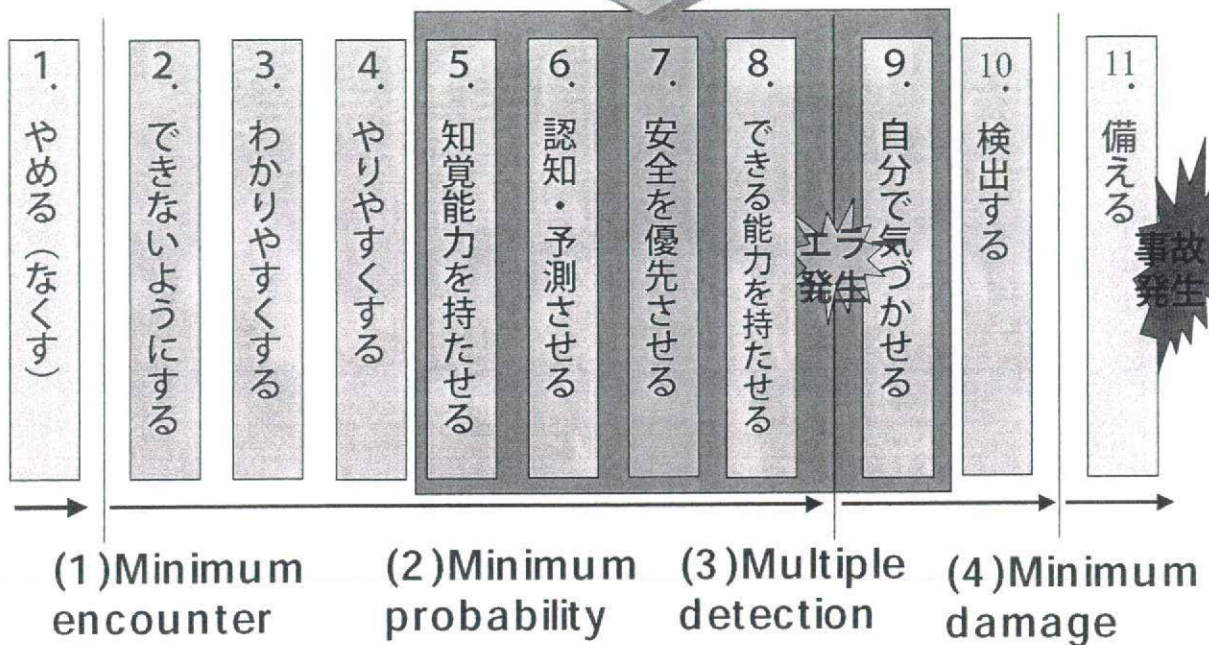 1. やめる（なくす）
2. できないようにする
3. わかりやすくする
4. やりやすくする
5. 知覚能力を持たせる
6. 認知・予測させる
7. 安全を優先させる
8. できる能力を持たせる
エラー
発生
9. 自分で気づかせる
10. 検出する
11. 備える
事故
発生
(1)Minimum
encounter
(2)Minimum
probability
(3)Multiple
detection
(4)Minimum
damage